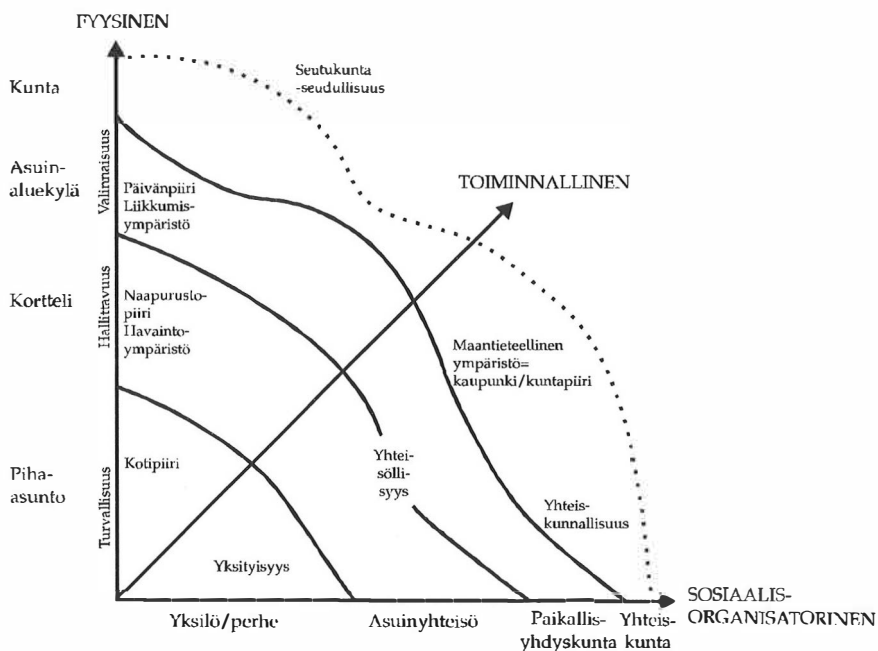 FYYSINEN
Kunta
Seutukunta
-seudullisuus
Valinnaisuus
Asuin-
aluekylä
TOIMINNALLINEN
Päivänpiiri
Liikkumis-
ympäristö
Hallittavuus
Kortteli
Naapurusto-
piiri
Havainto-
ympäristö
Maantieteellinen
ympäristö=
kaupunki/kuntapiiri
Turvallisuus
Piha-
asunto
Kotipiiri
Yhtei-
sölli-
syys
Yhteis-
kunnallisuus
Yksityisyys
SOSIAALIS-
ORGANISATORINEN
Yksilö/perhe
Asuinyhteisö
Paikallis-
yhdyskunta
Yhteis-
kunta